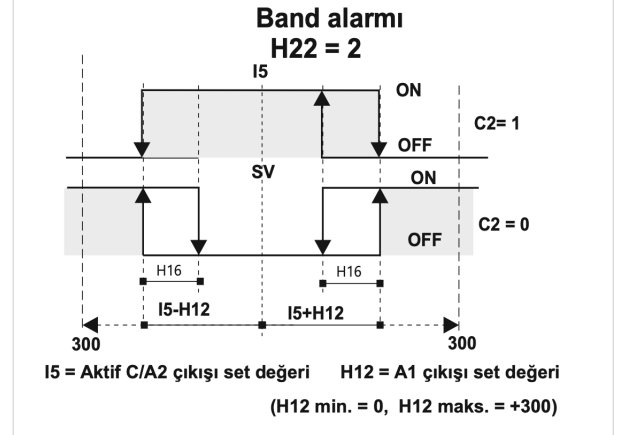 Band alarmı
H22 = 2
I5
ON
C2= 1
OFF
SV
ON
C2 = 0
OFF
H16
H16
I5-H12
I5+H12
300
300
I5 = Aktif C/A2 çıkışı set değeri H12 = A1 çıkışı set değeri
(H12 min. = 0, H12 maks. = +300)